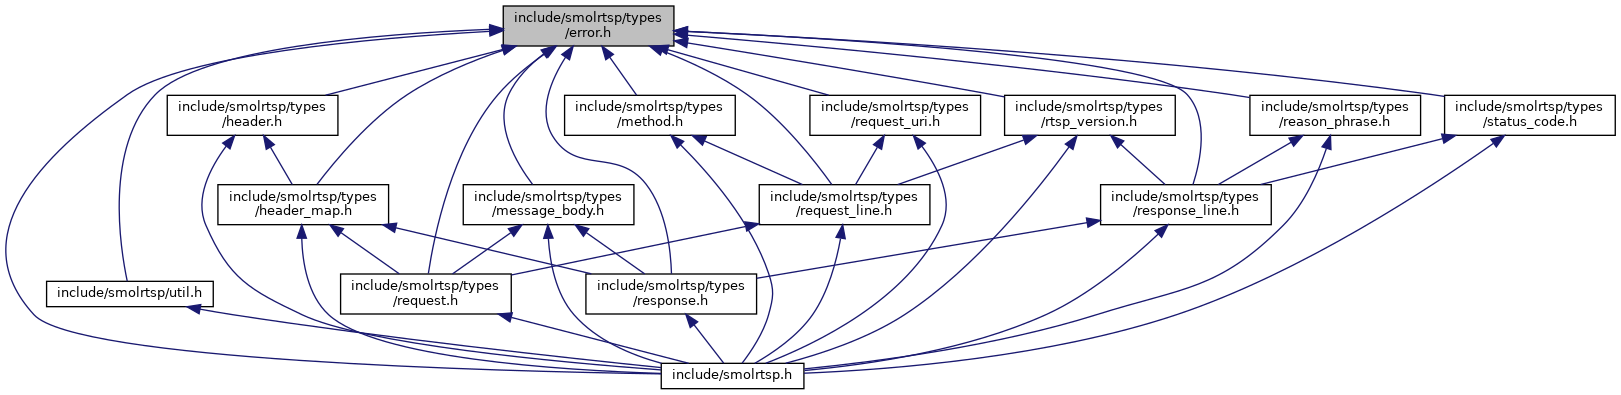 include/smolrtsp/types
/error.h
include/smolrtsp/types
/header.h
include/smolrtsp/types
/method.h
include/smolrtsp/types
/request_uri.h
include/smolrtsp/types
/rtsp_version.h
include/smolrtsp/types
/reason_phrase.h
include/smolrtsp/types
/status_code.h
include/smolrtsp/types
/header_map.h
include/smolrtsp/types
/message_body.h
include/smolrtsp/types
/request_line.h
include/smolrtsp/types
/response_line.h
include/smolrtsp/util.h
include/smolrtsp/types
/request.h
include/smolrtsp/types
/response.h
include/smolrtsp.h